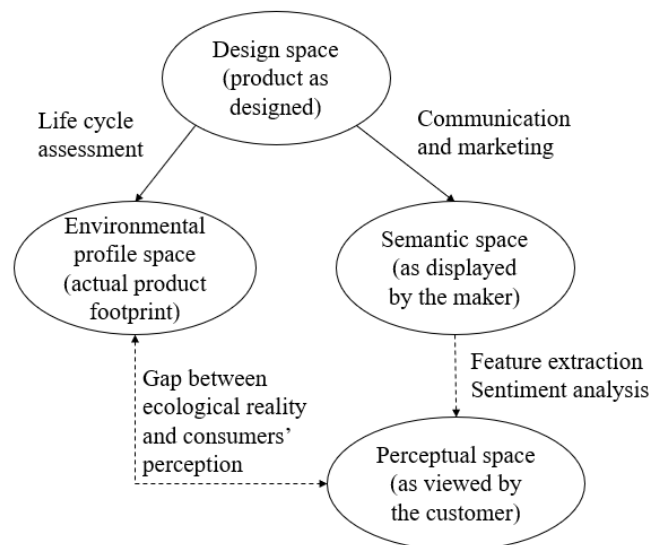 Design space
(product as
designed)
Life cycle
assessment
Communication
and marketing
Environmental
profile space
(actual product
footprint)
Semantic space
(as displayed
by the maker)
Feature extraction
Sentiment analysis
Gap between
ecological reality
and consumers’
perception
Perceptual space
(as viewed by
the customer)